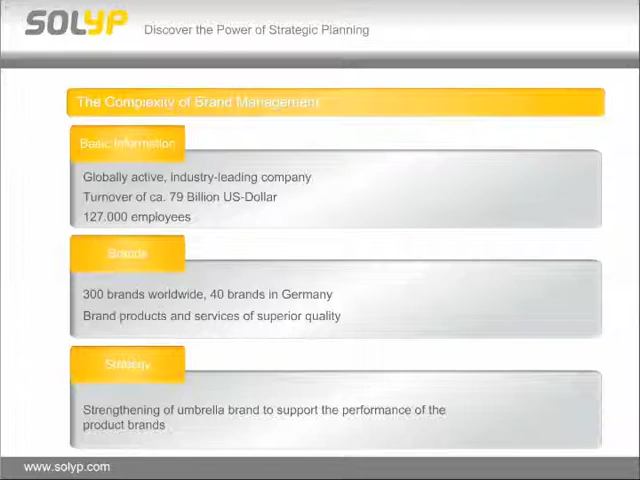 SOLYP
Discover the Power of Strategic Planning
The Complexity of Brand Management
Basic Information
Globally active, industry-leading company
Turnover of ca. 79 Billion US-Dollar
127.000 employees
Brands
300 brands worldwide, 40 brands in Germany
Brand products and services of superior quality
Strategy
Strengthening of umbrella brand to support the performance of the
product brands
www.solyp.com